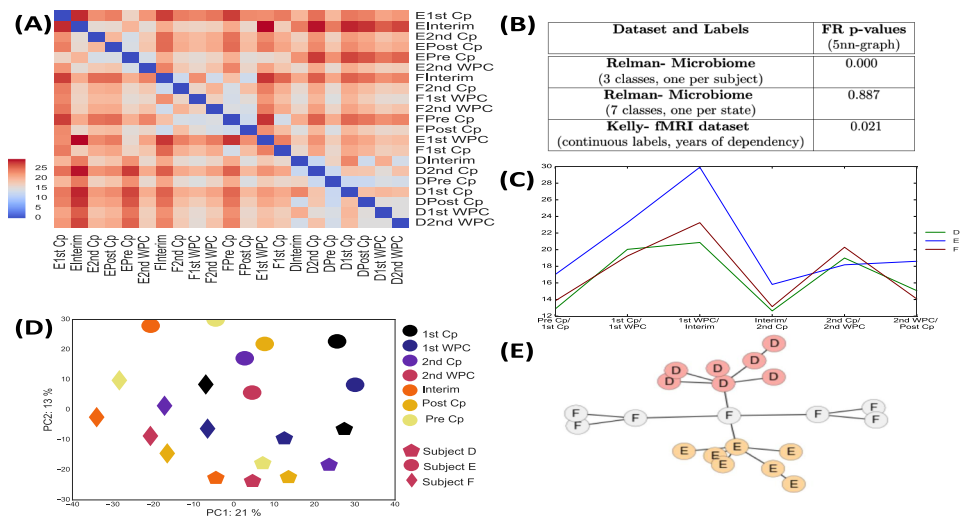 (A)
E1st Cp
EInterim
E2nd Cp
EPost Cp
EPre Cp
E2nd WPC
FInterim
F2nd Cp
F1st WPC
F2nd WPC
FPre Cp
FPost Cp
E1st WPC
F1st Cp
DInterim
D2nd Cp
DPre Cp
D1st Cp
DPost Cp
D1st WPC
D2nd WPC
25
20
15
10
5
0
E1st Cp
EInterim
E2nd Cp
EPost Cp
EPre Cp
E2nd WPC
FInterim
F2nd Cp
F1st WPC
F2nd WPC
FPre Cp
FPost Cp
E1st WPC
F1st Cp
DInterim
D2nd Cp
DPre Cp
D1st Cp
DPost Cp
D1st WPC
D2nd WPC
(B)
Dataset and Labels FR p-values
(5nn-graph)
Relman- Microbiome 0.000
(3 classes, one per subject)
Relman- Microbiome 0.887
(7 classes, one per state)
Kelly- fMRI dataset 0.021
(continuous labels, years of dependency)
(C)
30
28
26
24
22
20
18
16
14
12
Pre Cp/
1st Cp
1st Cp/
1st WPC
1st WPC/
Interim
Interim/
2nd Cp
2nd Cp/
2nd WPC
2nd WPC/
Post Cp
D
E
F
(D)
30
20
10
0
-10
-20
-30
PC2: 13 %
-40 -30 -20 -10 0 10 20 30 40
PC1: 21 %
1st Cp
1st WPC
2nd Cp
2nd WPC
Interim
Post Cp
Pre Cp
Subject D
Subject E
Subject F
(E)
D
D
D
D
D
D
D
F
F
F
F
F
F
F
E
E
E
E
E
E
E